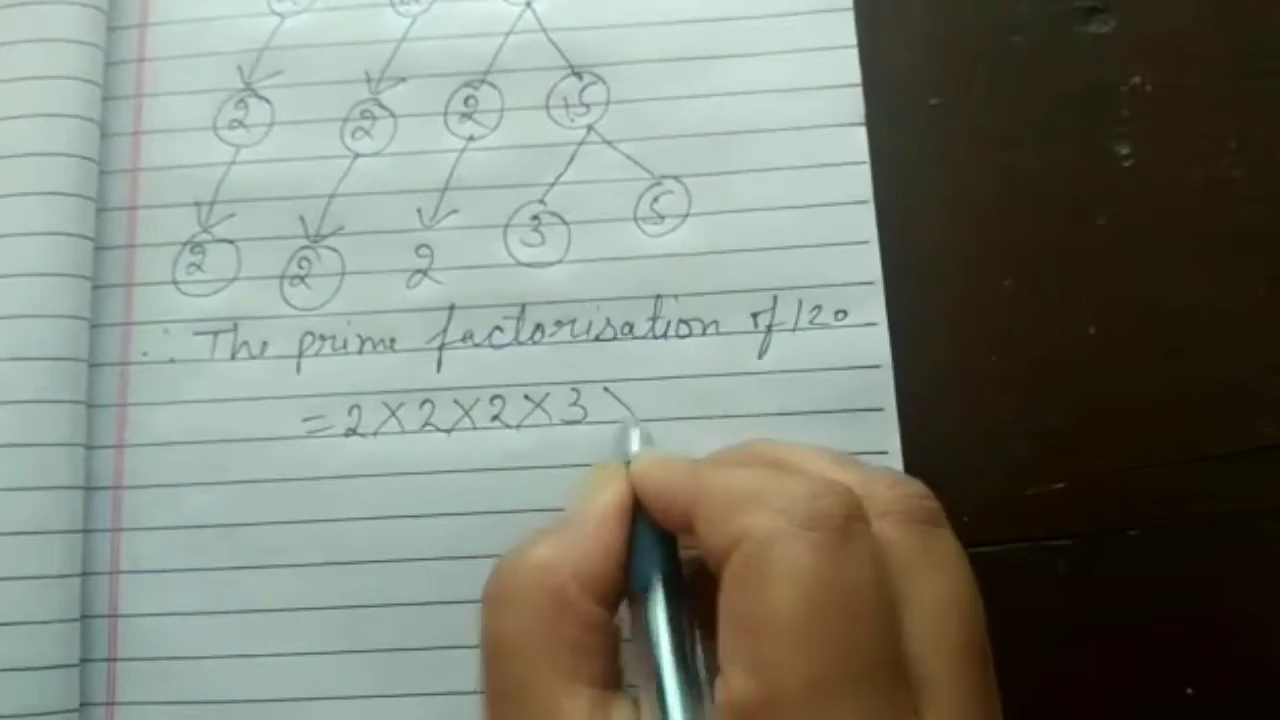 2 2 2 15
3 5
2 2 2
∴ The prime factorisation of 120
= 2 × 2 × 2 × 3